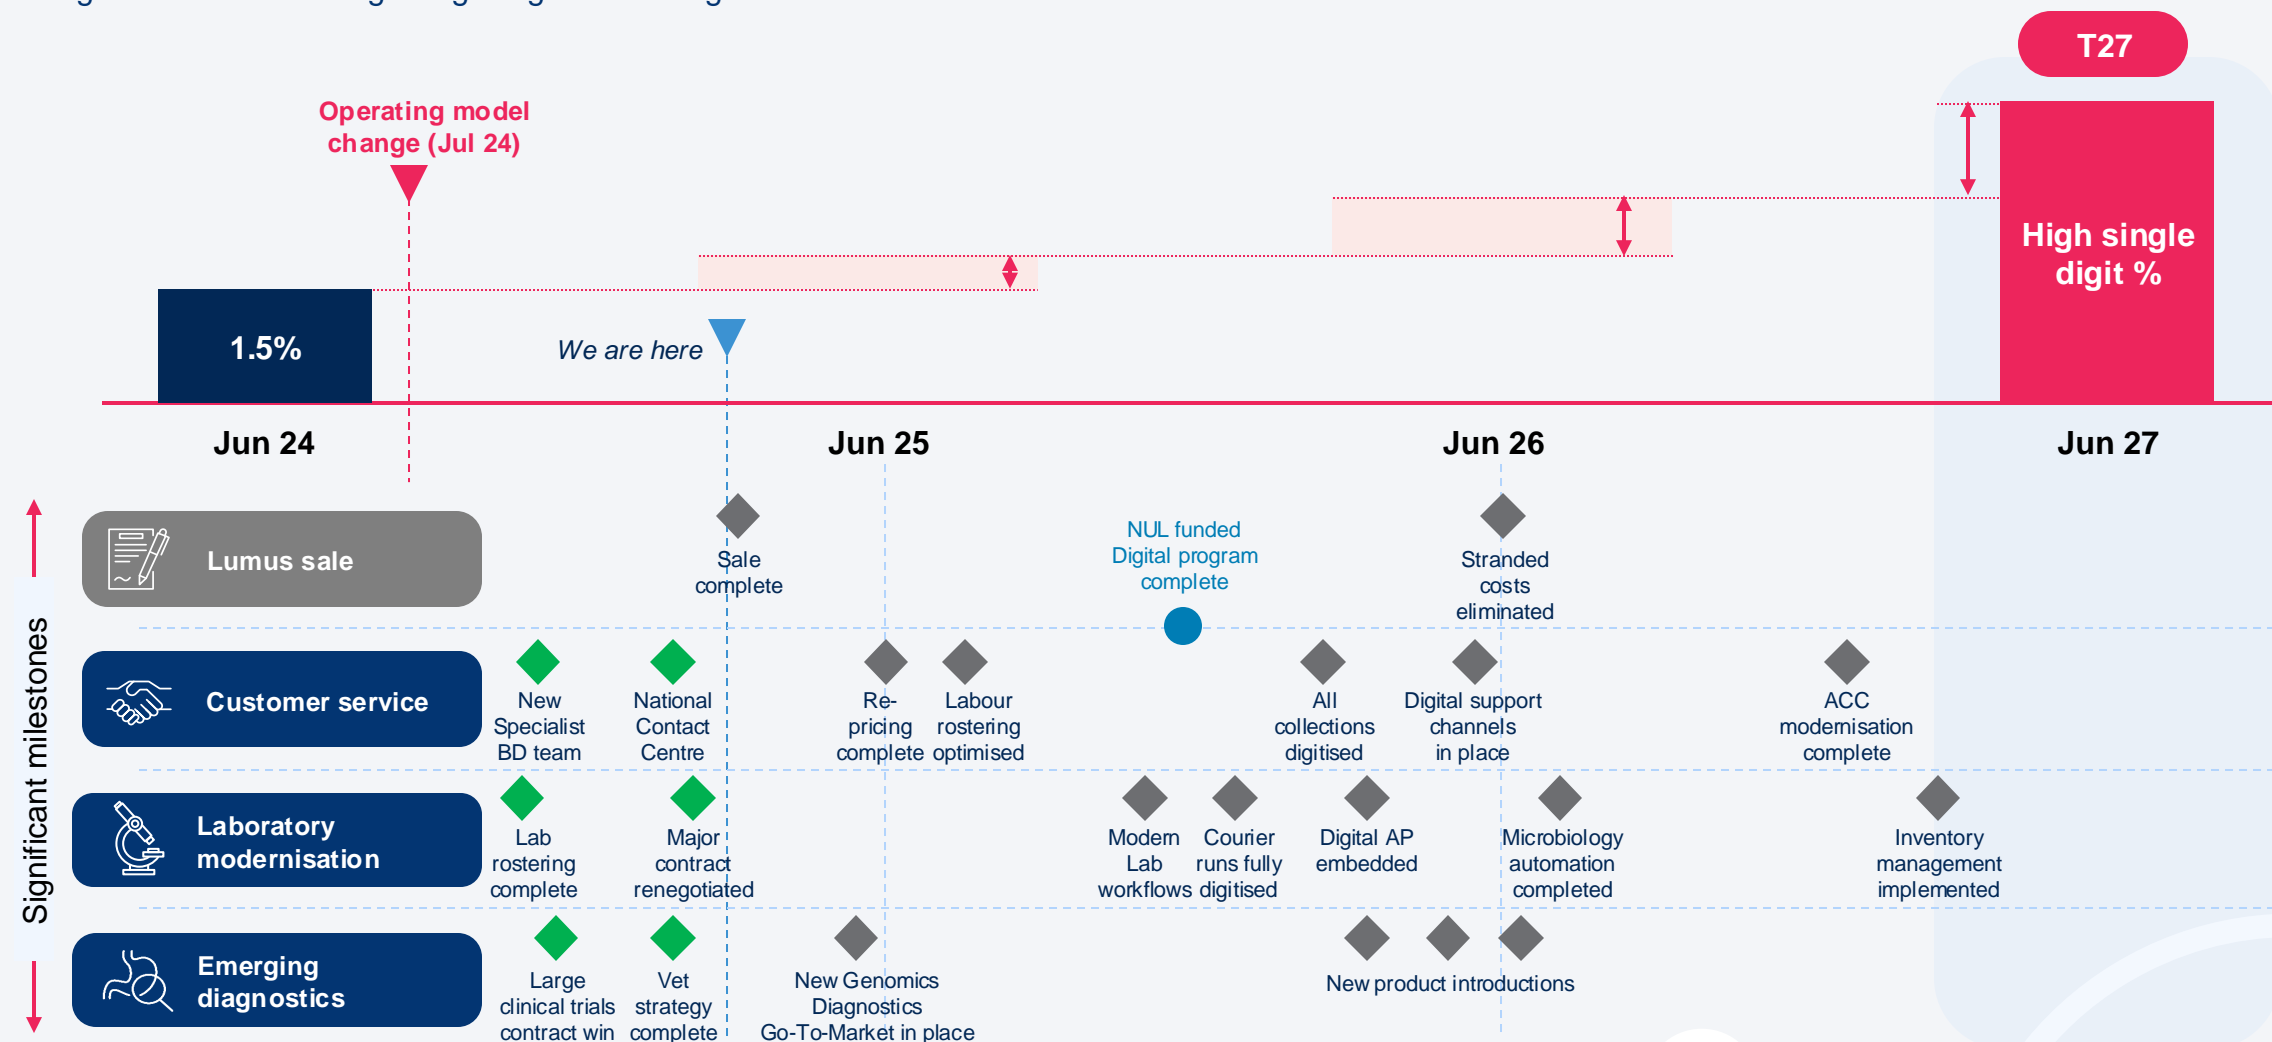 T27
Operating model
change (Jul 24)
High single
digit %
1.5%
We are here
Jun 24
Jun 25
Jun 26
Jun 27
Significant milestones
Lumus sale
Sale
complete
NUL funded
Digital program
complete
Stranded
costs
eliminated
Customer service
New
Specialist
BD team
National
Contact
Centre
Re-
pricing
complete
Labour
rostering
optimised
All
collections
digitised
Digital support
channels
in place
ACC
modernisation
complete
Laboratory
modernisation
Lab
rostering
complete
Major
contract
renegotiated
Modern
Lab
workflows
Courier
runs fully
digitised
Digital AP
embedded
Microbiology
automation
completed
Inventory
management
implemented
Emerging
diagnostics
Large
clinical trials
contract win
Vet
strategy
complete
New Genomics
Diagnostics
Go-To-Market in place
New product introductions